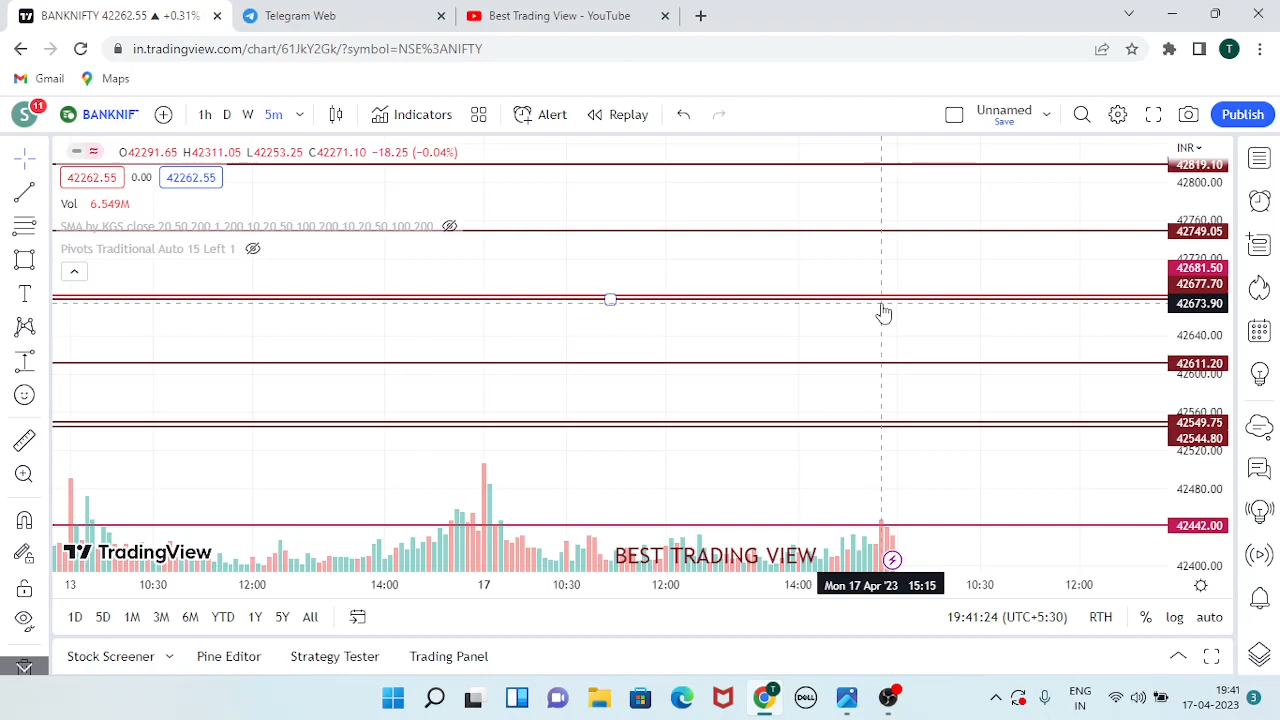 BANKNIFTY 42262.55 ▲ +0.31%
Telegram Web
Best Trading View - YouTube
in.tradingview.com/chart/61JkY2Gk/?symbol=NSE%3ANIFTY
T
Gmail
Maps
S
11
BANKNIF
1h D W 5m
Indicators
Alert
Replay
Unnamed
Save
Publish
O42291.65 H42311.05 L42253.25 C42271.10 −18.25 (−0.04%)
INR
42262.55 0.00 42262.55
Vol 6.549M
SMA by KGS close 20 50 200 1 200 10 20 50 100 200 10 20 50 100 200
Pivots Traditional Auto 15 Left 1
42819.10
42800.00
42760.00
42749.05
42720.00
42681.50
42677.70
42673.90
42640.00
42611.20
42600.00
42560.00
42549.75
42544.80
42520.00
42480.00
42442.00
42400.00
TradingView
BEST TRADING VIEW
13 10:30 12:00 14:00 17 10:30 12:00 14:00 Mon 17 Apr '23 15:15 10:30 12:00
1D 5D 1M 3M 6M YTD 1Y 5Y All
19:41:24 (UTC+5:30) RTH % log auto
Stock Screener Pine Editor Strategy Tester Trading Panel
T
DELL
ENG
IN
19:41
17-04-2023
3